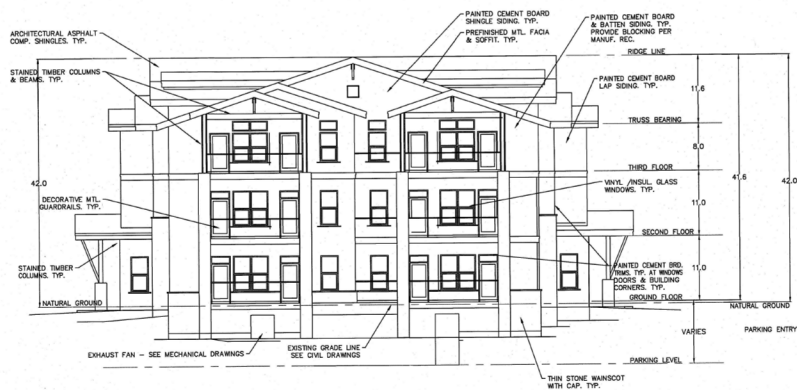 PAINTED CEMENT BOARD
SHINGLE SIDING. TYP.
PAINTED CEMENT BOARD
& BATTEN SIDING. TYP.
PROVIDE BLOCKING PER
MANUF. REC.
ARCHITECTURAL ASPHALT
COMP. SHINGLES. TYP.
PREFINISHED MTL. FACIA
& SOFFIT. TYP.
RIDGE LINE
STAINED TIMBER COLUMNS
& BEAMS. TYP.
PAINTED CEMENT BOARD
LAP SIDING. TYP.
11.6
TRUSS BEARING
8.0
THIRD FLOOR
42.0
41.6
42.0
DECORATIVE MTL.
GUARDRAILS. TYP.
VINYL /INSUL. GLASS
WINDOWS. TYP.
11.0
SECOND FLOOR
STAINED TIMBER
COLUMNS. TYP.
PAINTED CEMENT BRD.
TRIMS. TYP. AT WINDOWS
DOORS & BUILDING
CORNERS. TYP.
11.0
GROUND FLOOR
NATURAL GROUND
NATURAL GROUND
VARIES
PARKING ENTRY
EXHAUST FAN – SEE MECHANICAL DRAWINGS
EXISTING GRADE LINE
SEE CIVIL DRAWINGS
PARKING LEVEL
THIN STONE WAINSCOT
WITH CAP. TYP.